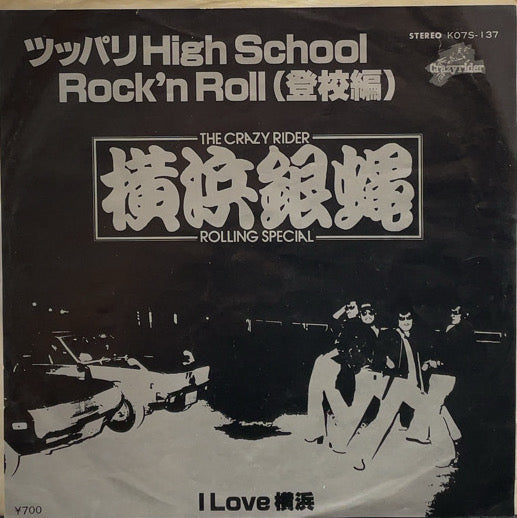 STEREO K07S-137
Crazyrider
ツッパリHigh School
Rock'n Roll(登校編)
THE CRAZY RIDER
横浜銀蝿
ROLLING SPECIAL
I Love 横浜
¥700